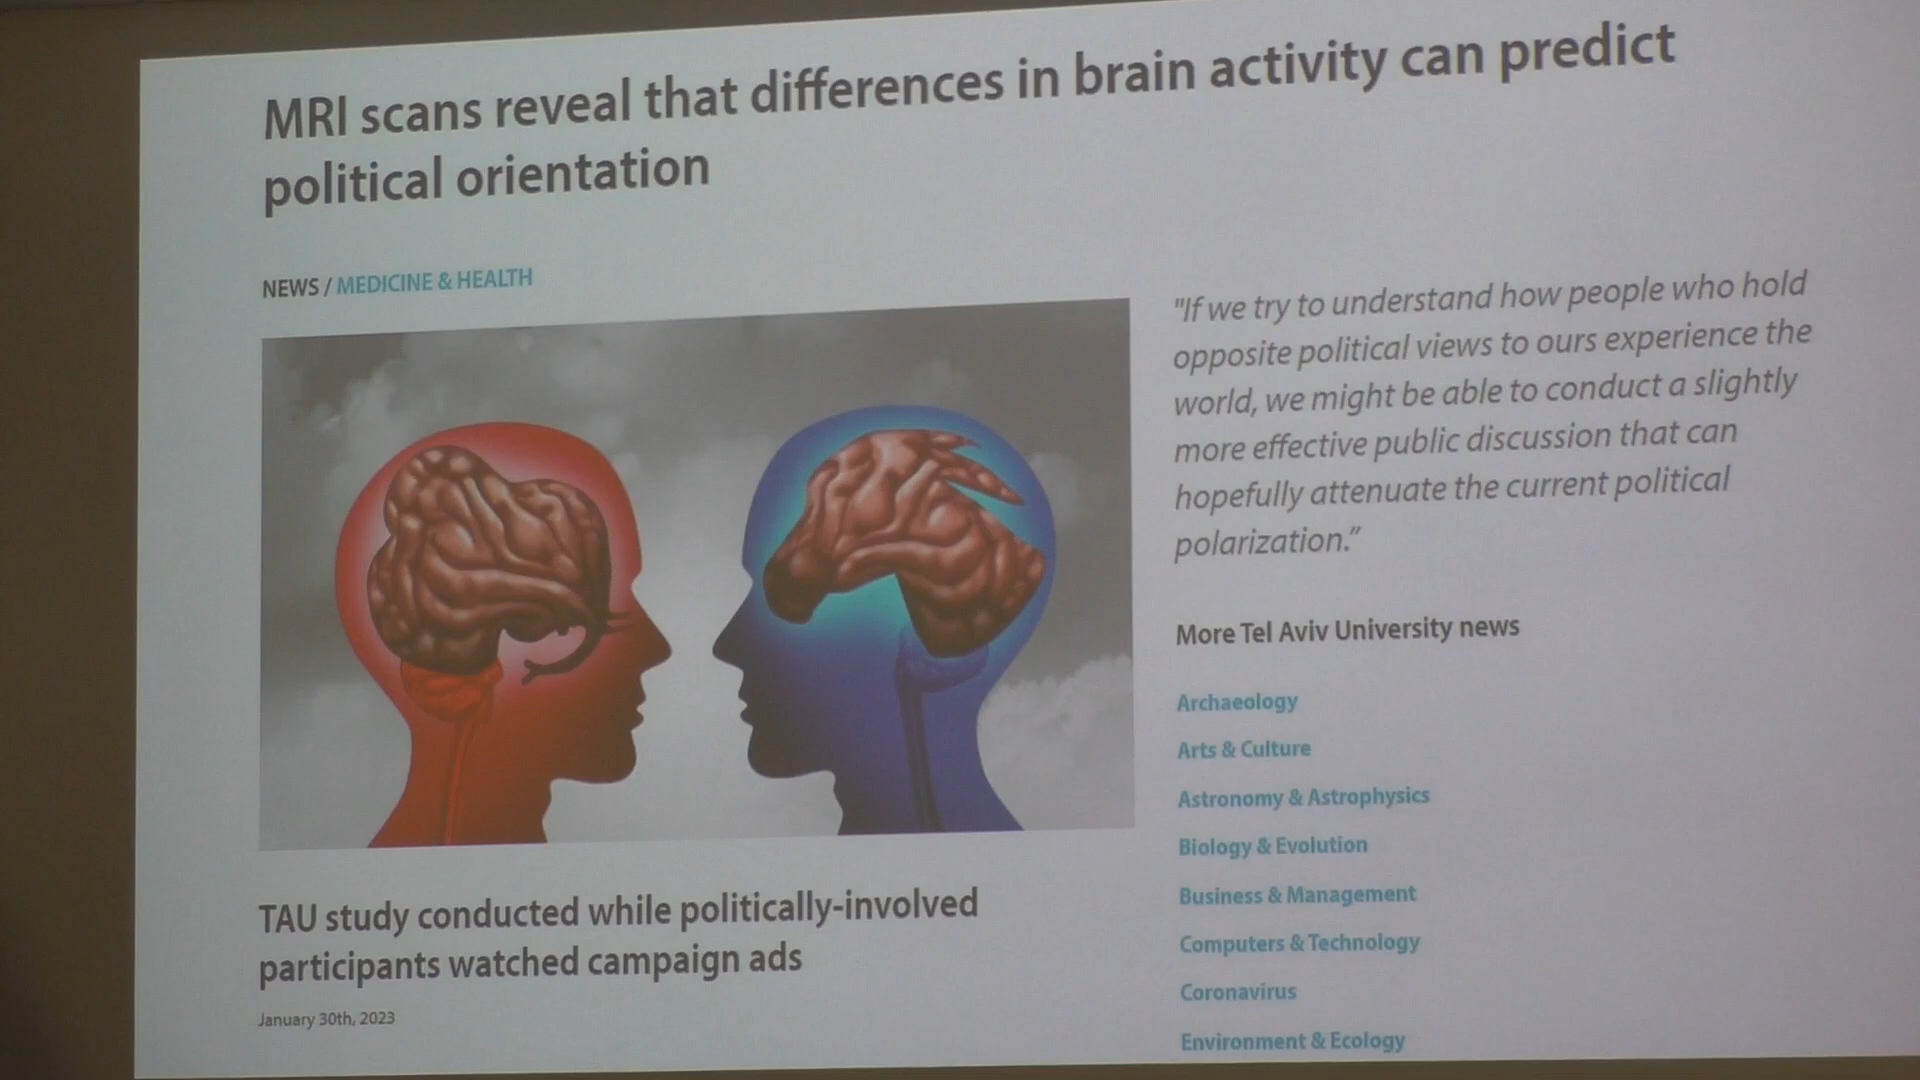 MRI scans reveal that differences in brain activity can predict
political orientation
NEWS / MEDICINE & HEALTH
"If we try to understand how people who hold
opposite political views to ours experience the
world, we might be able to conduct a slightly
more effective public discussion that can
hopefully attenuate the current political
polarization.”
More Tel Aviv University news
Archaeology
Arts & Culture
Astronomy & Astrophysics
Biology & Evolution
Business & Management
Computers & Technology
Coronavirus
Environment & Ecology
TAU study conducted while politically-involved
participants watched campaign ads
January 30th, 2023